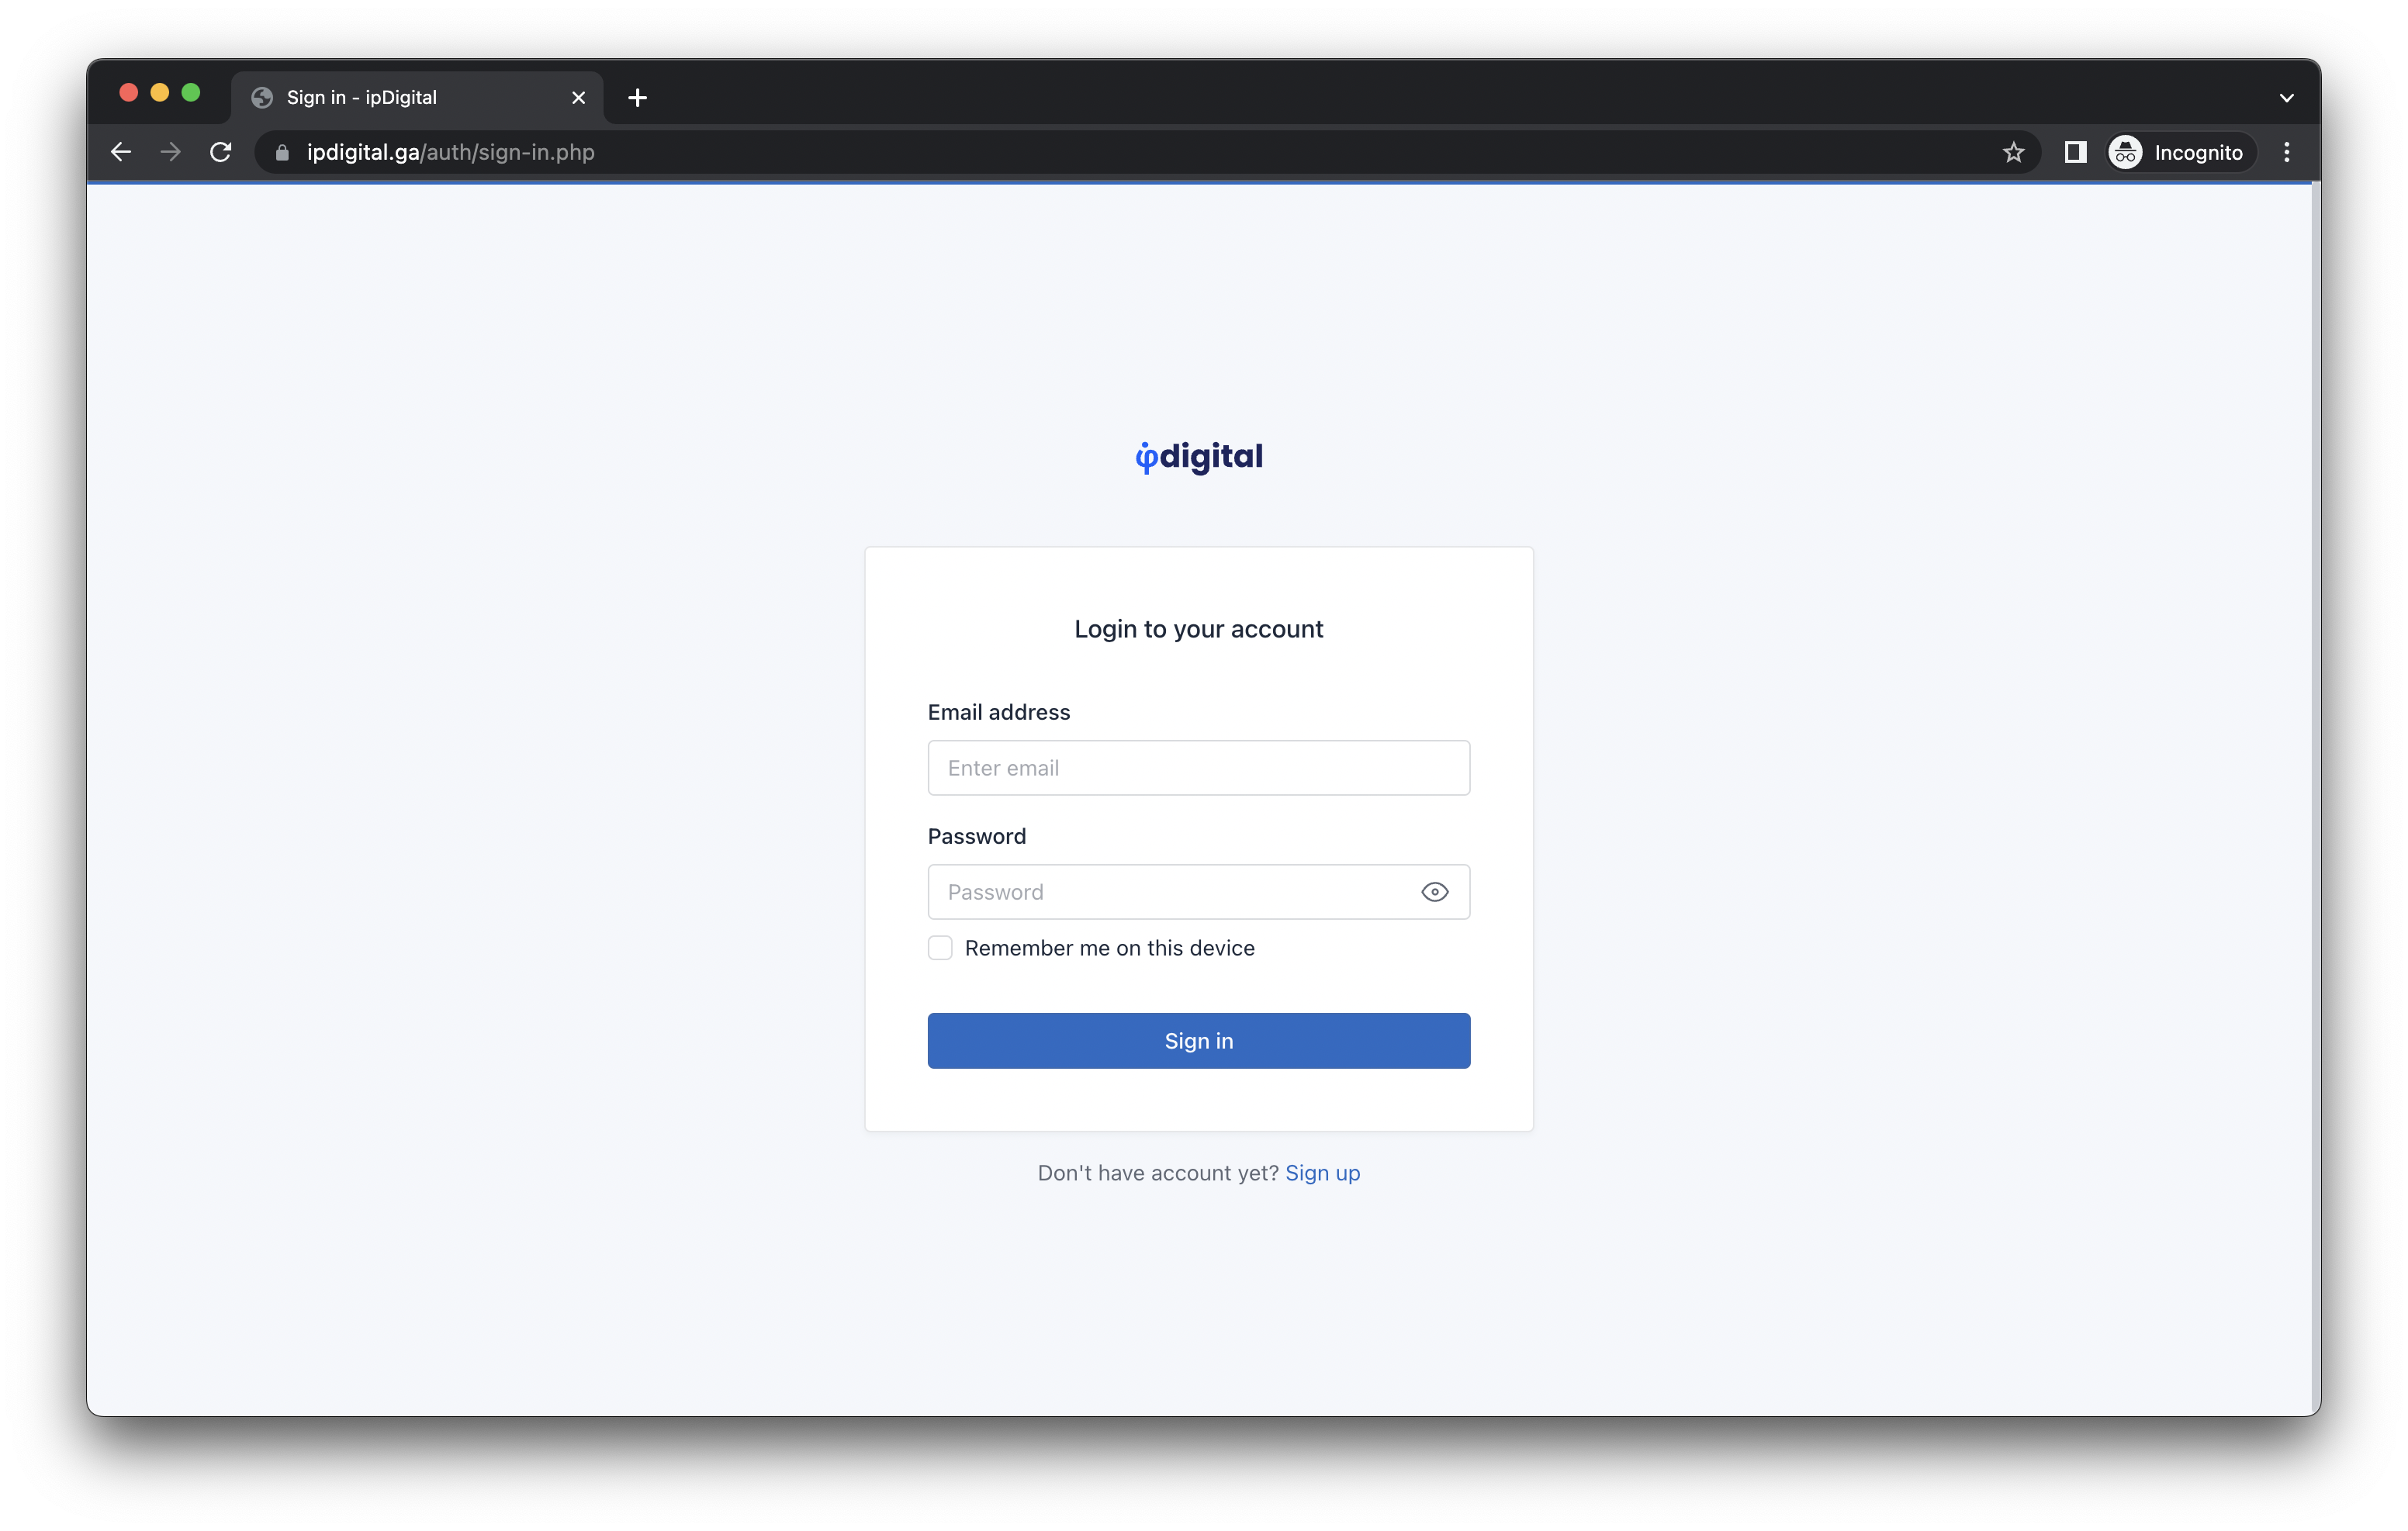 Sign in - ipDigital
ipdigital.ga/auth/sign-in.php
Incognito
ipdigital
Login to your account
Email address
Enter email
Password
Password
Remember me on this device
Sign in
Don't have account yet? Sign up